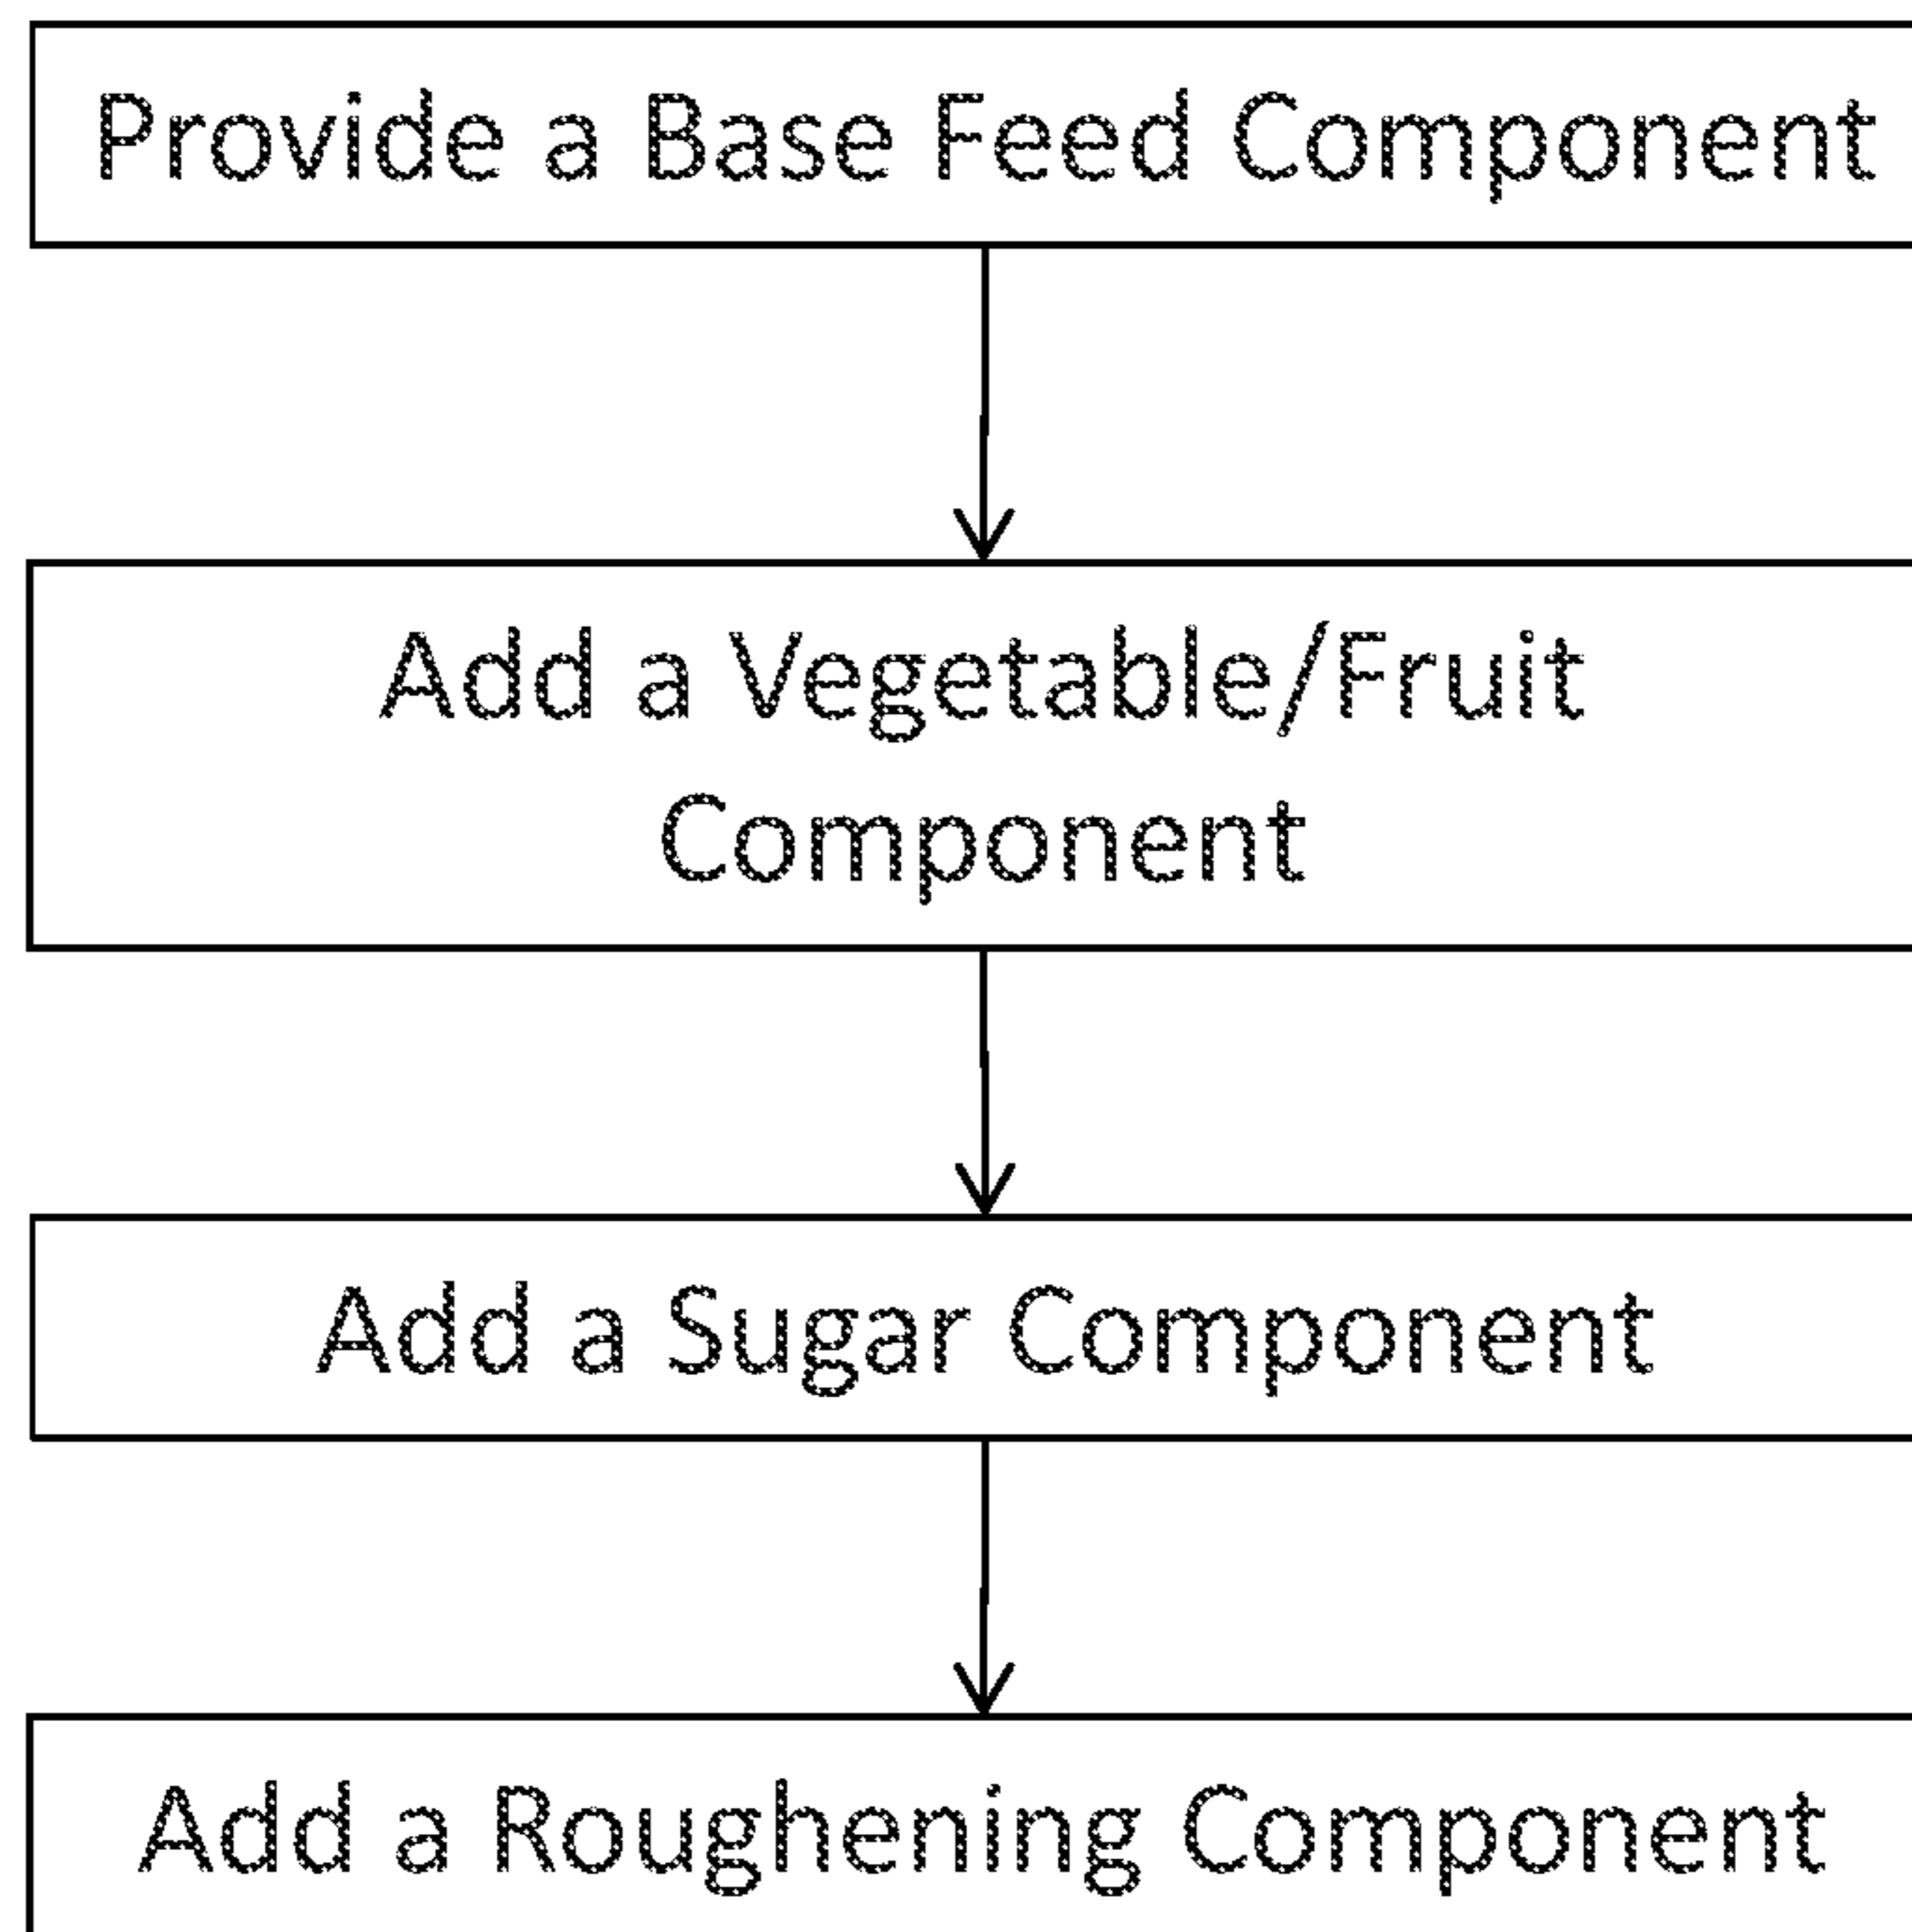 Provide a Base Feed Component
Add a Vegetable/Fruit
Component
Add a Sugar Component
Add a Roughening Component